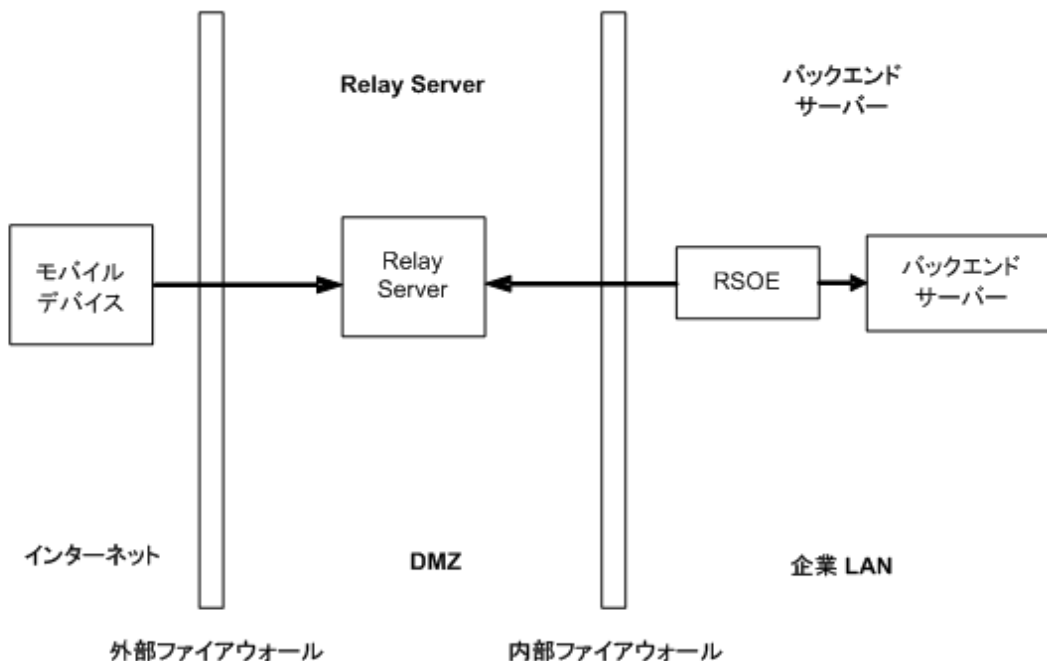 Relay Server
バックエンド
サーバー
モバイル
デバイス
Relay
Server
RSOE
バックエンド
サーバー
インターネット
DMZ
企業 LAN
外部ファイアウォール
内部ファイアウォール